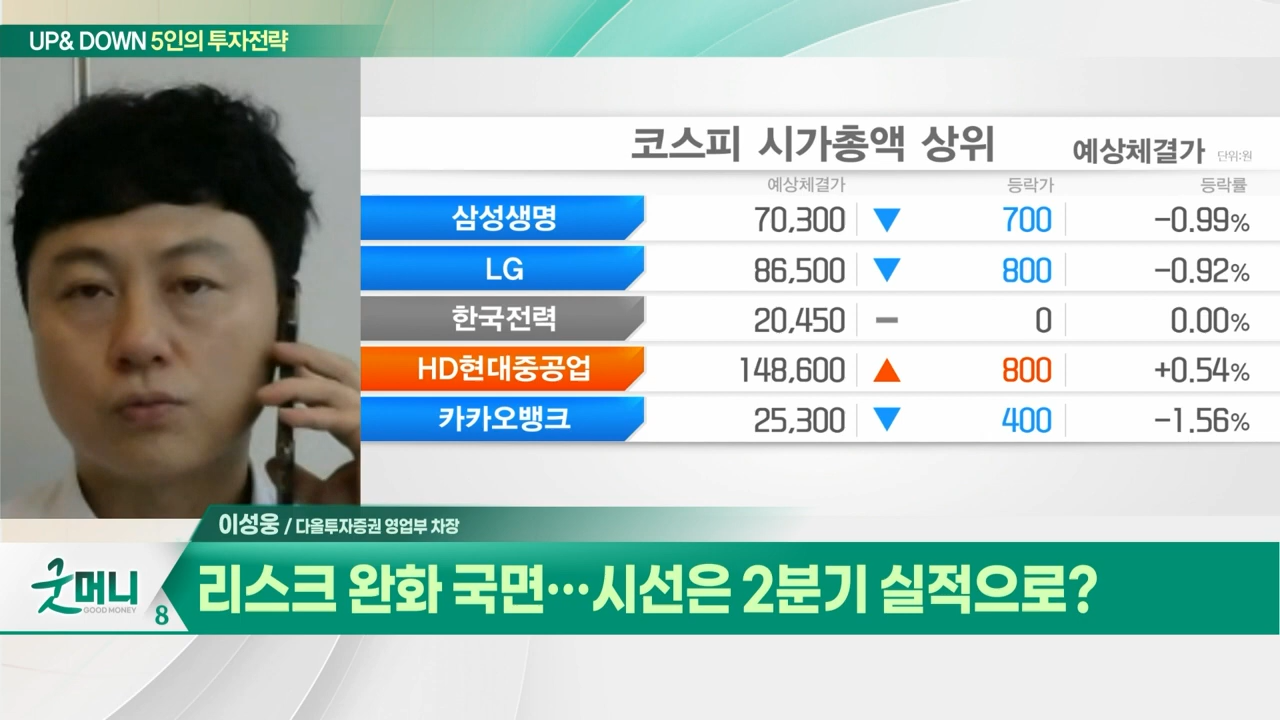 UP& DOWN 5인의 투자전략
코스피 시가총액 상위 예상체결가 단위:원
예상체결가 등락가 등락률
삼성생명 70,300 ▼ 700 -0.99%
LG 86,500 ▼ 800 -0.92%
한국전력 20,450 − 0 0.00%
HD현대중공업 148,600 ▲ 800 +0.54%
카카오뱅크 25,300 ▼ 400 -1.56%
이성웅 / 다올투자증권 영업부 차장
굿머니
GOOD MONEY
8
리스크 완화 국면…시선은 2분기 실적으로?